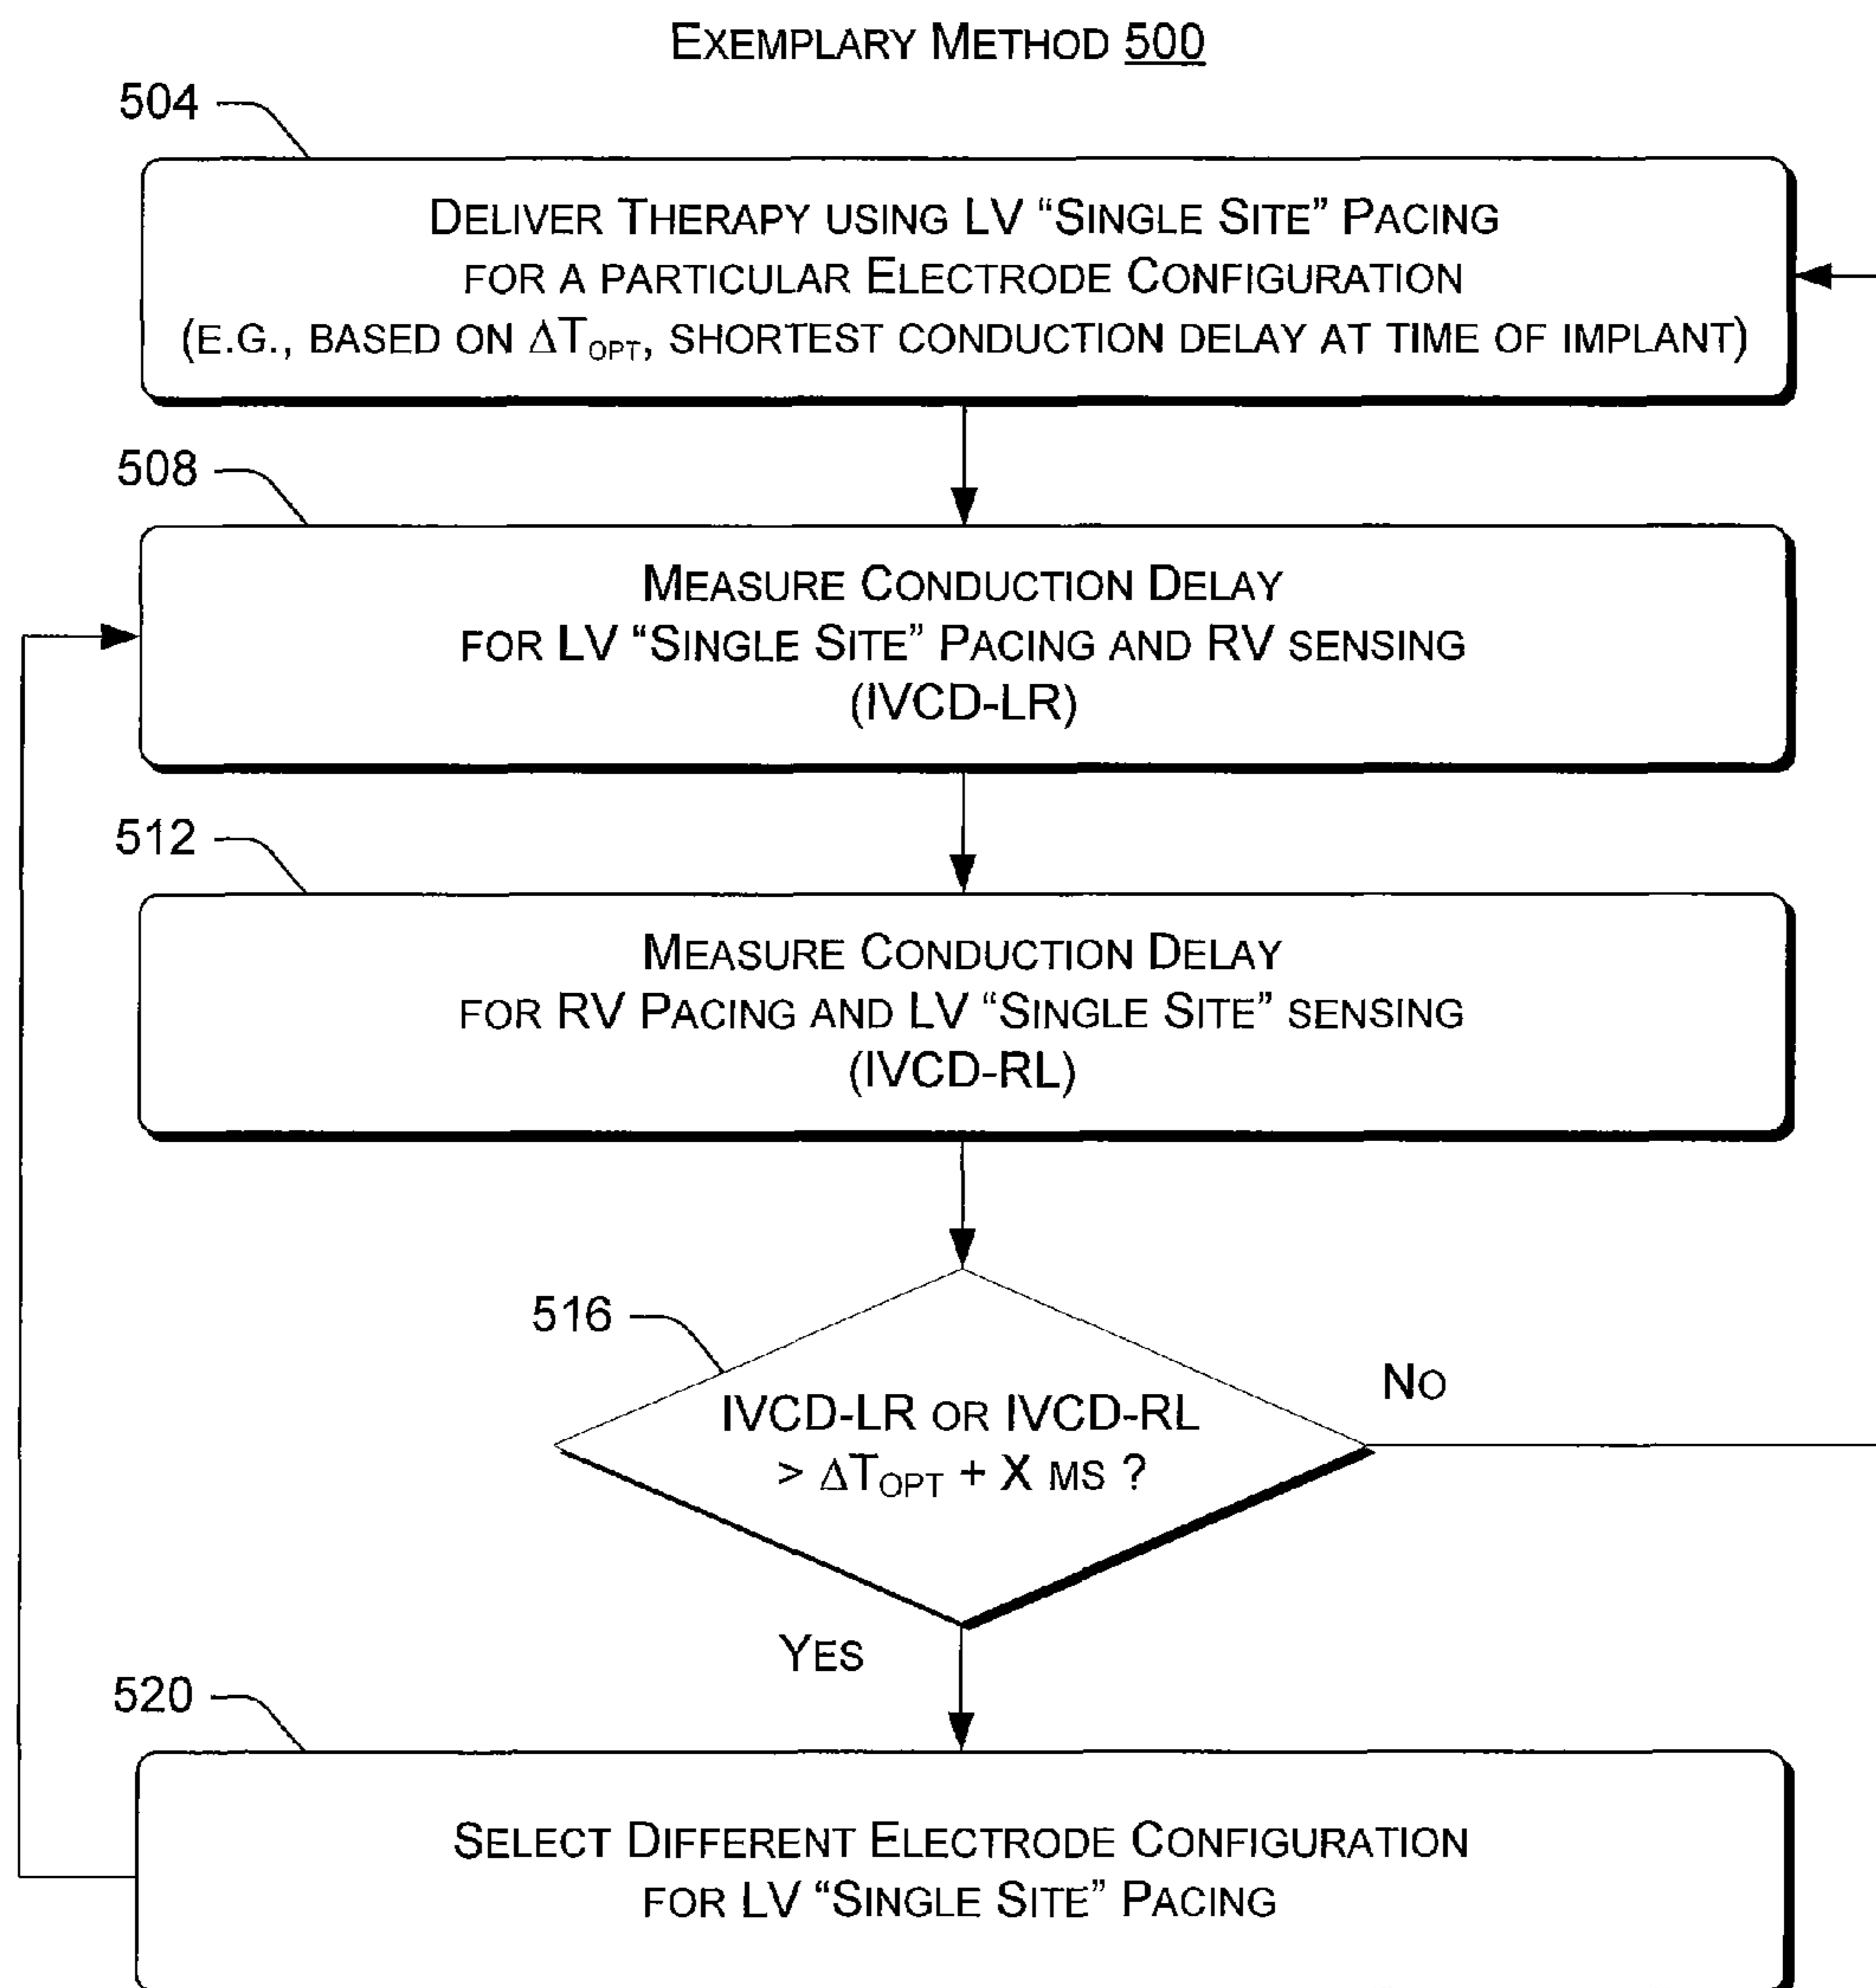 EXEMPLARY METHOD 500
504
DELIVER THERAPY USING LV “SINGLE SITE” PACING
FOR A PARTICULAR ELECTRODE CONFIGURATION
(E.G., BASED ON ΔTOPT, SHORTEST CONDUCTION DELAY AT TIME OF IMPLANT)
508
MEASURE CONDUCTION DELAY
FOR LV “SINGLE SITE” PACING AND RV SENSING
(IVCD-LR)
512
MEASURE CONDUCTION DELAY
FOR RV PACING AND LV “SINGLE SITE” SENSING
(IVCD-RL)
516
IVCD-LR OR IVCD-RL
> ΔTOPT + X MS ?
NO
YES
520
SELECT DIFFERENT ELECTRODE CONFIGURATION
FOR LV “SINGLE SITE” PACING